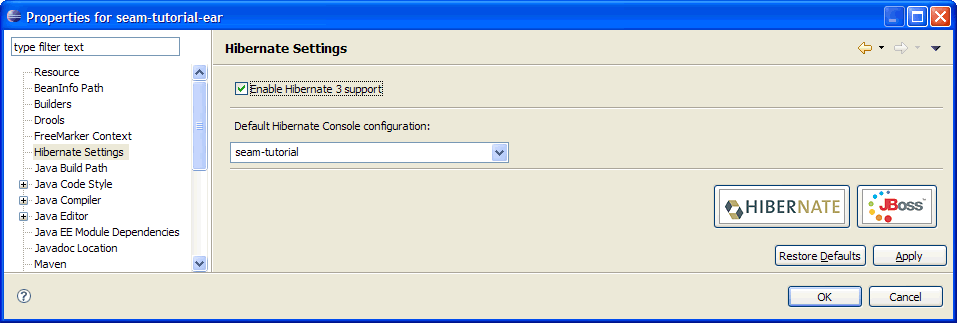 Properties for seam-tutorial-ear
type filter text
Resource
BeanInfo Path
Builders
Drools
FreeMarker Context
Hibernate Settings
Java Build Path
Java Code Style
Java Compiler
Java Editor
Java EE Module Dependencies
Javadoc Location
Maven
Hibernate Settings
Enable Hibernate 3 support
Default Hibernate Console configuration:
seam-tutorial
HIBERNATE
JBoss™
Restore Defaults
Apply
?
OK
Cancel